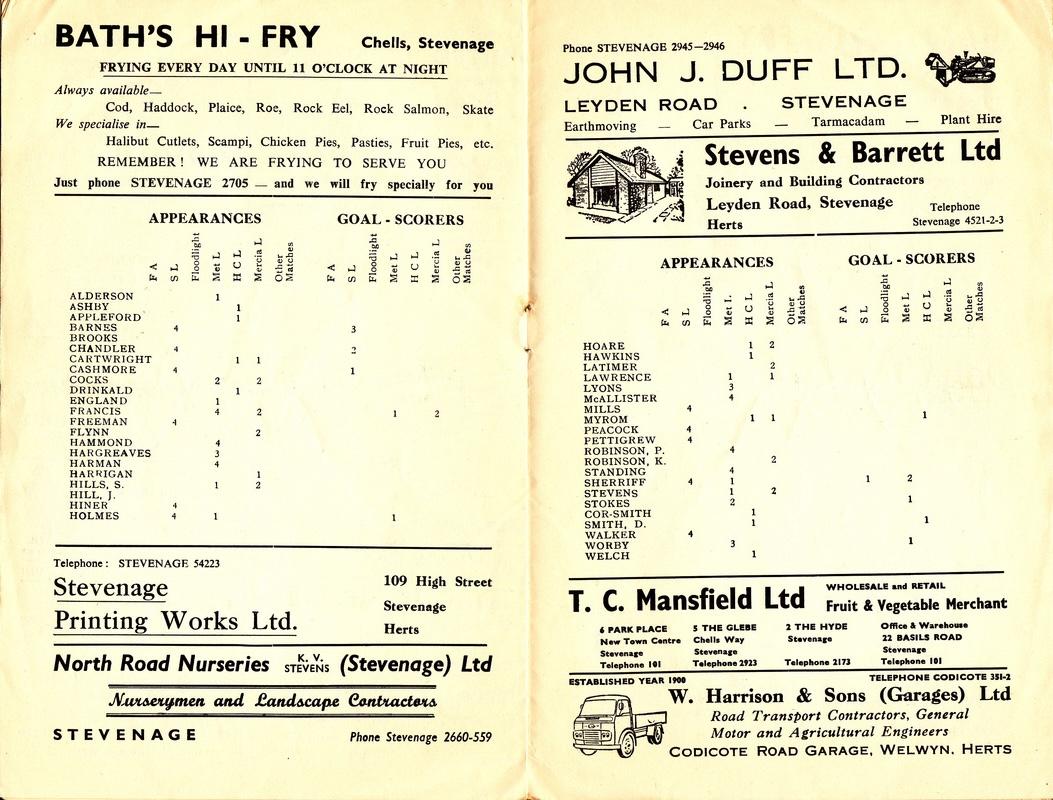 BATH'S HI - FRY Chells, Stevenage
FRYING EVERY DAY UNTIL 11 O'CLOCK AT NIGHT
Always available—
Cod, Haddock, Plaice, Roe, Rock Eel, Rock Salmon, Skate
We specialise in—
Halibut Cutlets, Scampi, Chicken Pies, Pasties, Fruit Pies, etc.
REMEMBER! WE ARE FRYING TO SERVE YOU
Just phone STEVENAGE 2705 — and we will fry specially for you
APPEARANCES GOAL - SCORERS
F A S L Floodlight Met L H C L Mercia L Other Matches F A S L Floodlight Met L H C L Mercia L Other Matches
ALDERSON 1
ASHBY 1
APPLEFORD 1
BARNES 4 3
BROOKS
CHANDLER 4 2
CARTWRIGHT 1 1
CASHMORE 4 1
COCKS 2 2
DRINKALD 1
ENGLAND 1
FRANCIS 4 2 1 2
FREEMAN 4
FLYNN 2
HAMMOND 4
HARGREAVES 3
HARMAN 4
HARRIGAN 1
HILLS, S. 1 2
HILL, J.
HINER 4
HOLMES 4 1 1
Telephone: STEVENAGE 54223
Stevenage
Printing Works Ltd.
109 High Street
Stevenage
Herts
North Road Nurseries K. V. STEVENS (Stevenage) Ltd
Nurserymen and Landscape Contractors
STEVENAGE Phone Stevenage 2660-559
Phone STEVENAGE 2945—2946
JOHN J. DUFF LTD.
LEYDEN ROAD . STEVENAGE
Earthmoving — Car Parks — Tarmacadam — Plant Hire
Stevens & Barrett Ltd
Joinery and Building Contractors
Leyden Road, Stevenage
Herts
Telephone
Stevenage 4521-2-3
APPEARANCES GOAL - SCORERS
F A S L Floodlight Met L H C L Mercia L Other Matches F A S L Floodlight Met L H C L Mercia L Other Matches
HOARE 1 2
HAWKINS 1
LATIMER 2
LAWRENCE 1 1
LYONS 3
McALLISTER 4
MILLS 4
MYROM 1 1 1
PEACOCK 4
PETTIGREW 4
ROBINSON, P. 4
ROBINSON, K. 2
STANDING 4
SHERRIFF 4 1 1 2
STEVENS 1 2
STOKES 2 1
COR-SMITH 1
SMITH, D. 1 1
WALKER 4
WORBY 3 1
WELCH 1
T. C. Mansfield Ltd WHOLESALE and RETAIL
Fruit & Vegetable Merchant
6 PARK PLACE 5 THE GLEBE 2 THE HYDE Office & Warehouse
New Town Centre Chells Way Stevenage 22 BASILS ROAD
Stevenage Stevenage Stevenage
Telephone 101 Telephone 2923 Telephone 2173 Telephone 101
ESTABLISHED YEAR 1900 TELEPHONE CODICOTE 351-2
W. Harrison & Sons (Garages) Ltd
Road Transport Contractors, General
Motor and Agricultural Engineers
CODICOTE ROAD GARAGE, WELWYN, HERTS